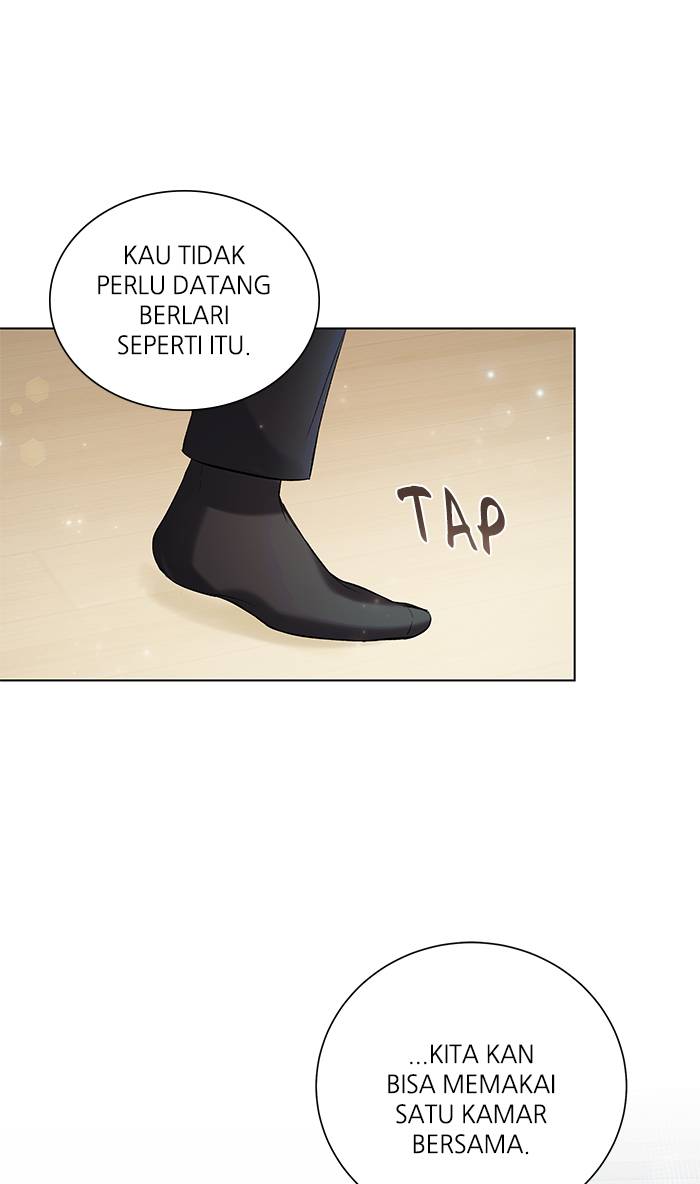 KAU TIDAK
PERLU DATANG
BERLARI
SEPERTI ITU.
TAP
...KITA KAN
BISA MEMAKAI
SATU KAMAR
BERSAMA.